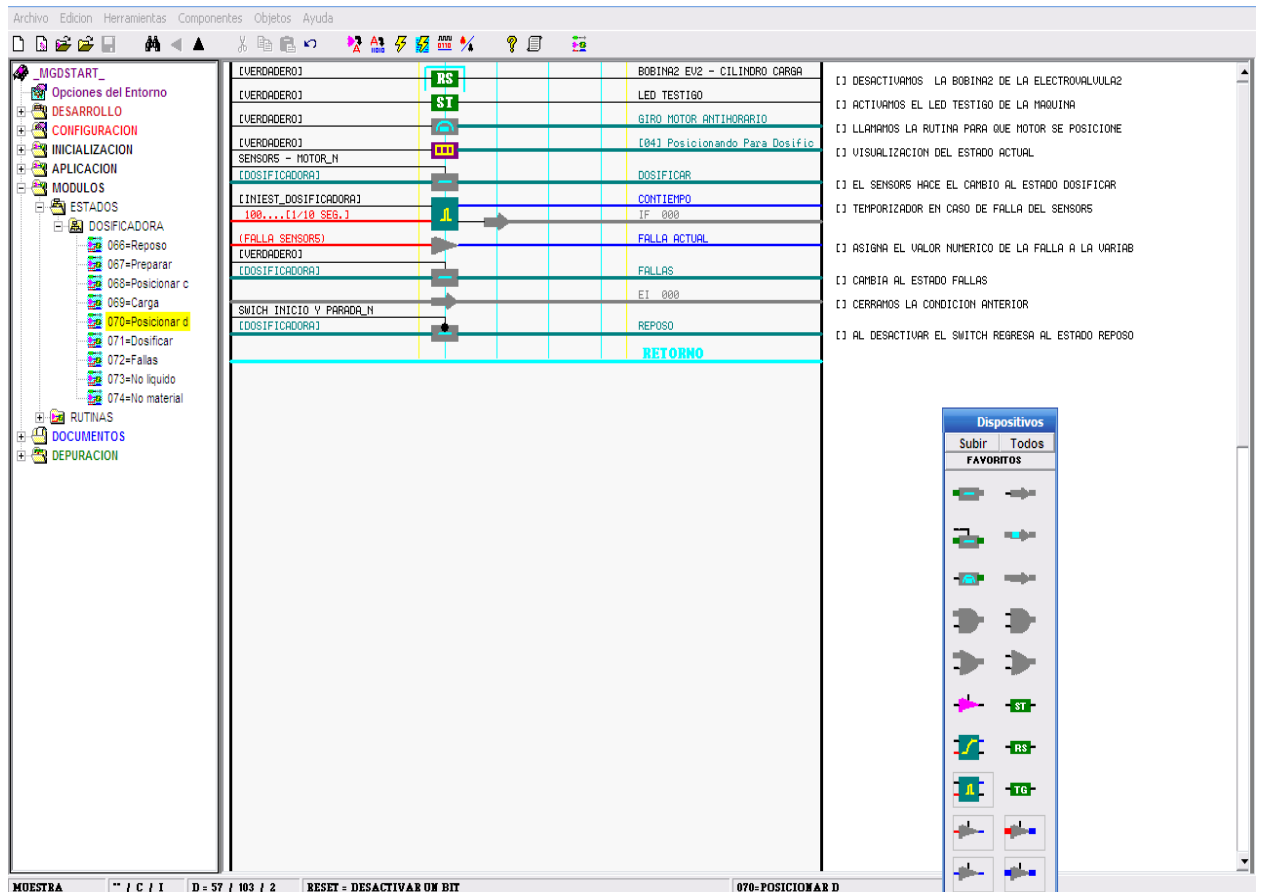 Archivo Edicion Herramientas Componentes Objetos Ayuda
_MGDSTART_
Opciones del Entorno
DESARROLLO
CONFIGURACION
INICIALIZACION
APLICACION
MODULOS
ESTADOS
DOSIFICADORA
066=Reposo
067=Preparar
068=Posicionar c
069=Carga
070=Posicionar d
071=Dosificar
072=Fallas
073=No liquido
074=No material
RUTINAS
DOCUMENTOS
DEPURACION
[VERDADERO] RS BOBINA2 EV2 - CILINDRO CARGA [] DESACTIVAMOS LA BOBINA2 DE LA ELECTROVALVULA2
[VERDADERO] ST LED TESTIGO [] ACTIVAMOS EL LED TESTIGO DE LA MAQUINA
[VERDADERO] GIRO MOTOR ANTIHORARIO [] LLAMAMOS LA RUTINA PARA QUE MOTOR SE POSICIONE
[VERDADERO] [04] Posicionando Para Dosific [] VISUALIZACION DEL ESTADO ACTUAL
SENSOR5 - MOTOR_N
[DOSIFICADORA] DOSIFICAR [] EL SENSOR5 HACE EL CAMBIO AL ESTADO DOSIFICAR
[INIEST_DOSIFICADORA] CONTIEMPO [] TEMPORIZADOR EN CASO DE FALLA DEL SENSOR5
100....[1/10 SEG.] IF 000
(FALLA SENSOR5) FALLA ACTUAL [] ASIGNA EL VALOR NUMERICO DE LA FALLA A LA VARIAB
[VERDADERO]
[DOSIFICADORA] FALLAS [] CAMBIA AL ESTADO FALLAS
EI 000 [] CERRAMOS LA CONDICION ANTERIOR
SWICH INICIO Y PARADA_N
[DOSIFICADORA] REPOSO [] AL DESACTIVAR EL SWITCH REGRESA AL ESTADO REPOSO
RETORNO
Dispositivos
Subir Todos
FAVORITOS
ST
RS
TG
MUESTRA " / C / I D = 57 / 103 / 2 RESET = DESACTIVAR UN BIT 070=POSICIONAR D